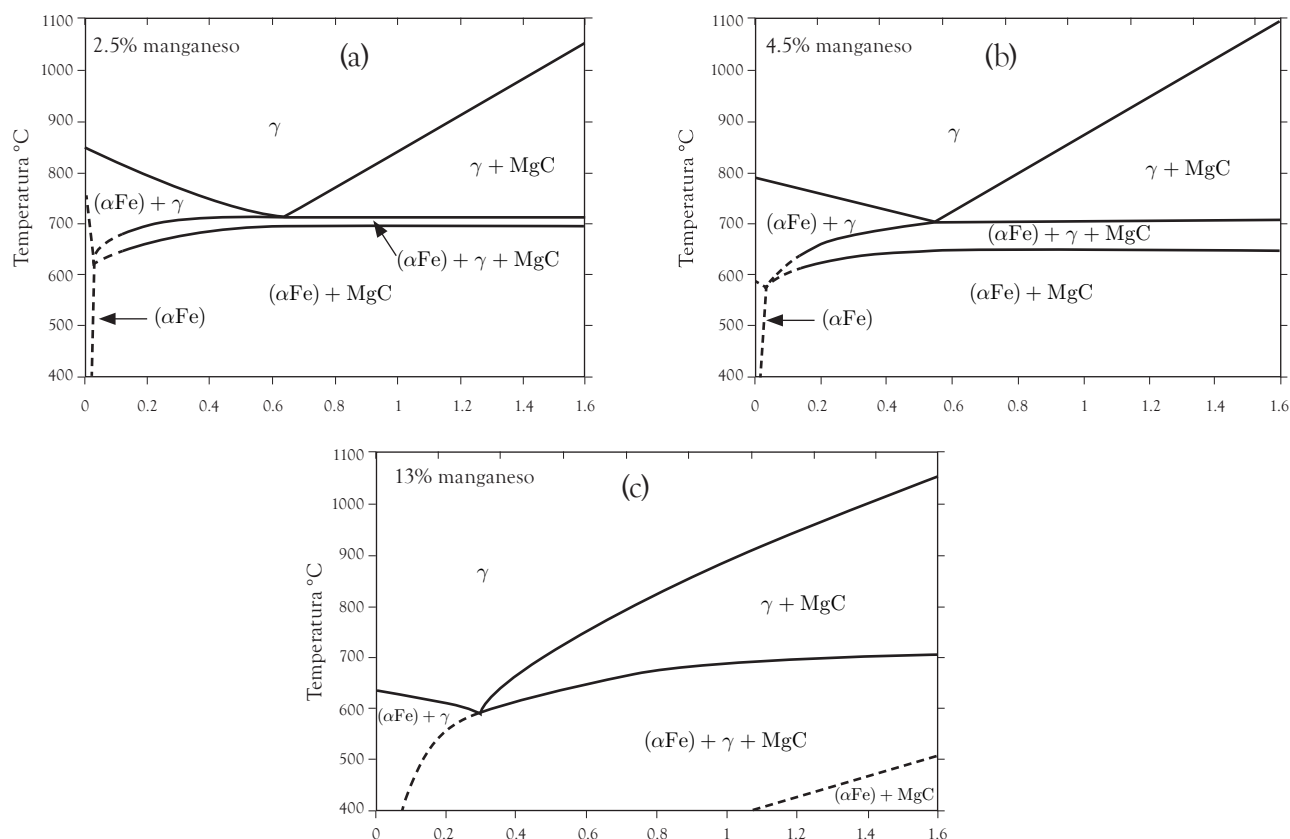 2.5% manganeso
(a)
Temperatura °C
1100
1000
900
800
700
600
500
400
γ
γ + MgC
(αFe) + γ
(αFe) + γ + MgC
(αFe) + MgC
(αFe)
0 0.2 0.4 0.6 0.8 1 1.2 1.4 1.6
4.5% manganeso
(b)
Temperatura °C
1100
1000
900
800
700
600
500
400
γ
γ + MgC
(αFe) + γ
(αFe) + γ + MgC
(αFe) + MgC
(αFe)
0 0.2 0.4 0.6 0.8 1 1.2 1.4 1.6
13% manganeso
(c)
Temperatura °C
1100
1000
900
800
700
600
500
400
γ
γ + MgC
(αFe) + γ
(αFe) + γ + MgC
(αFe) + MgC
0 0.2 0.4 0.6 0.8 1 1.2 1.4 1.6